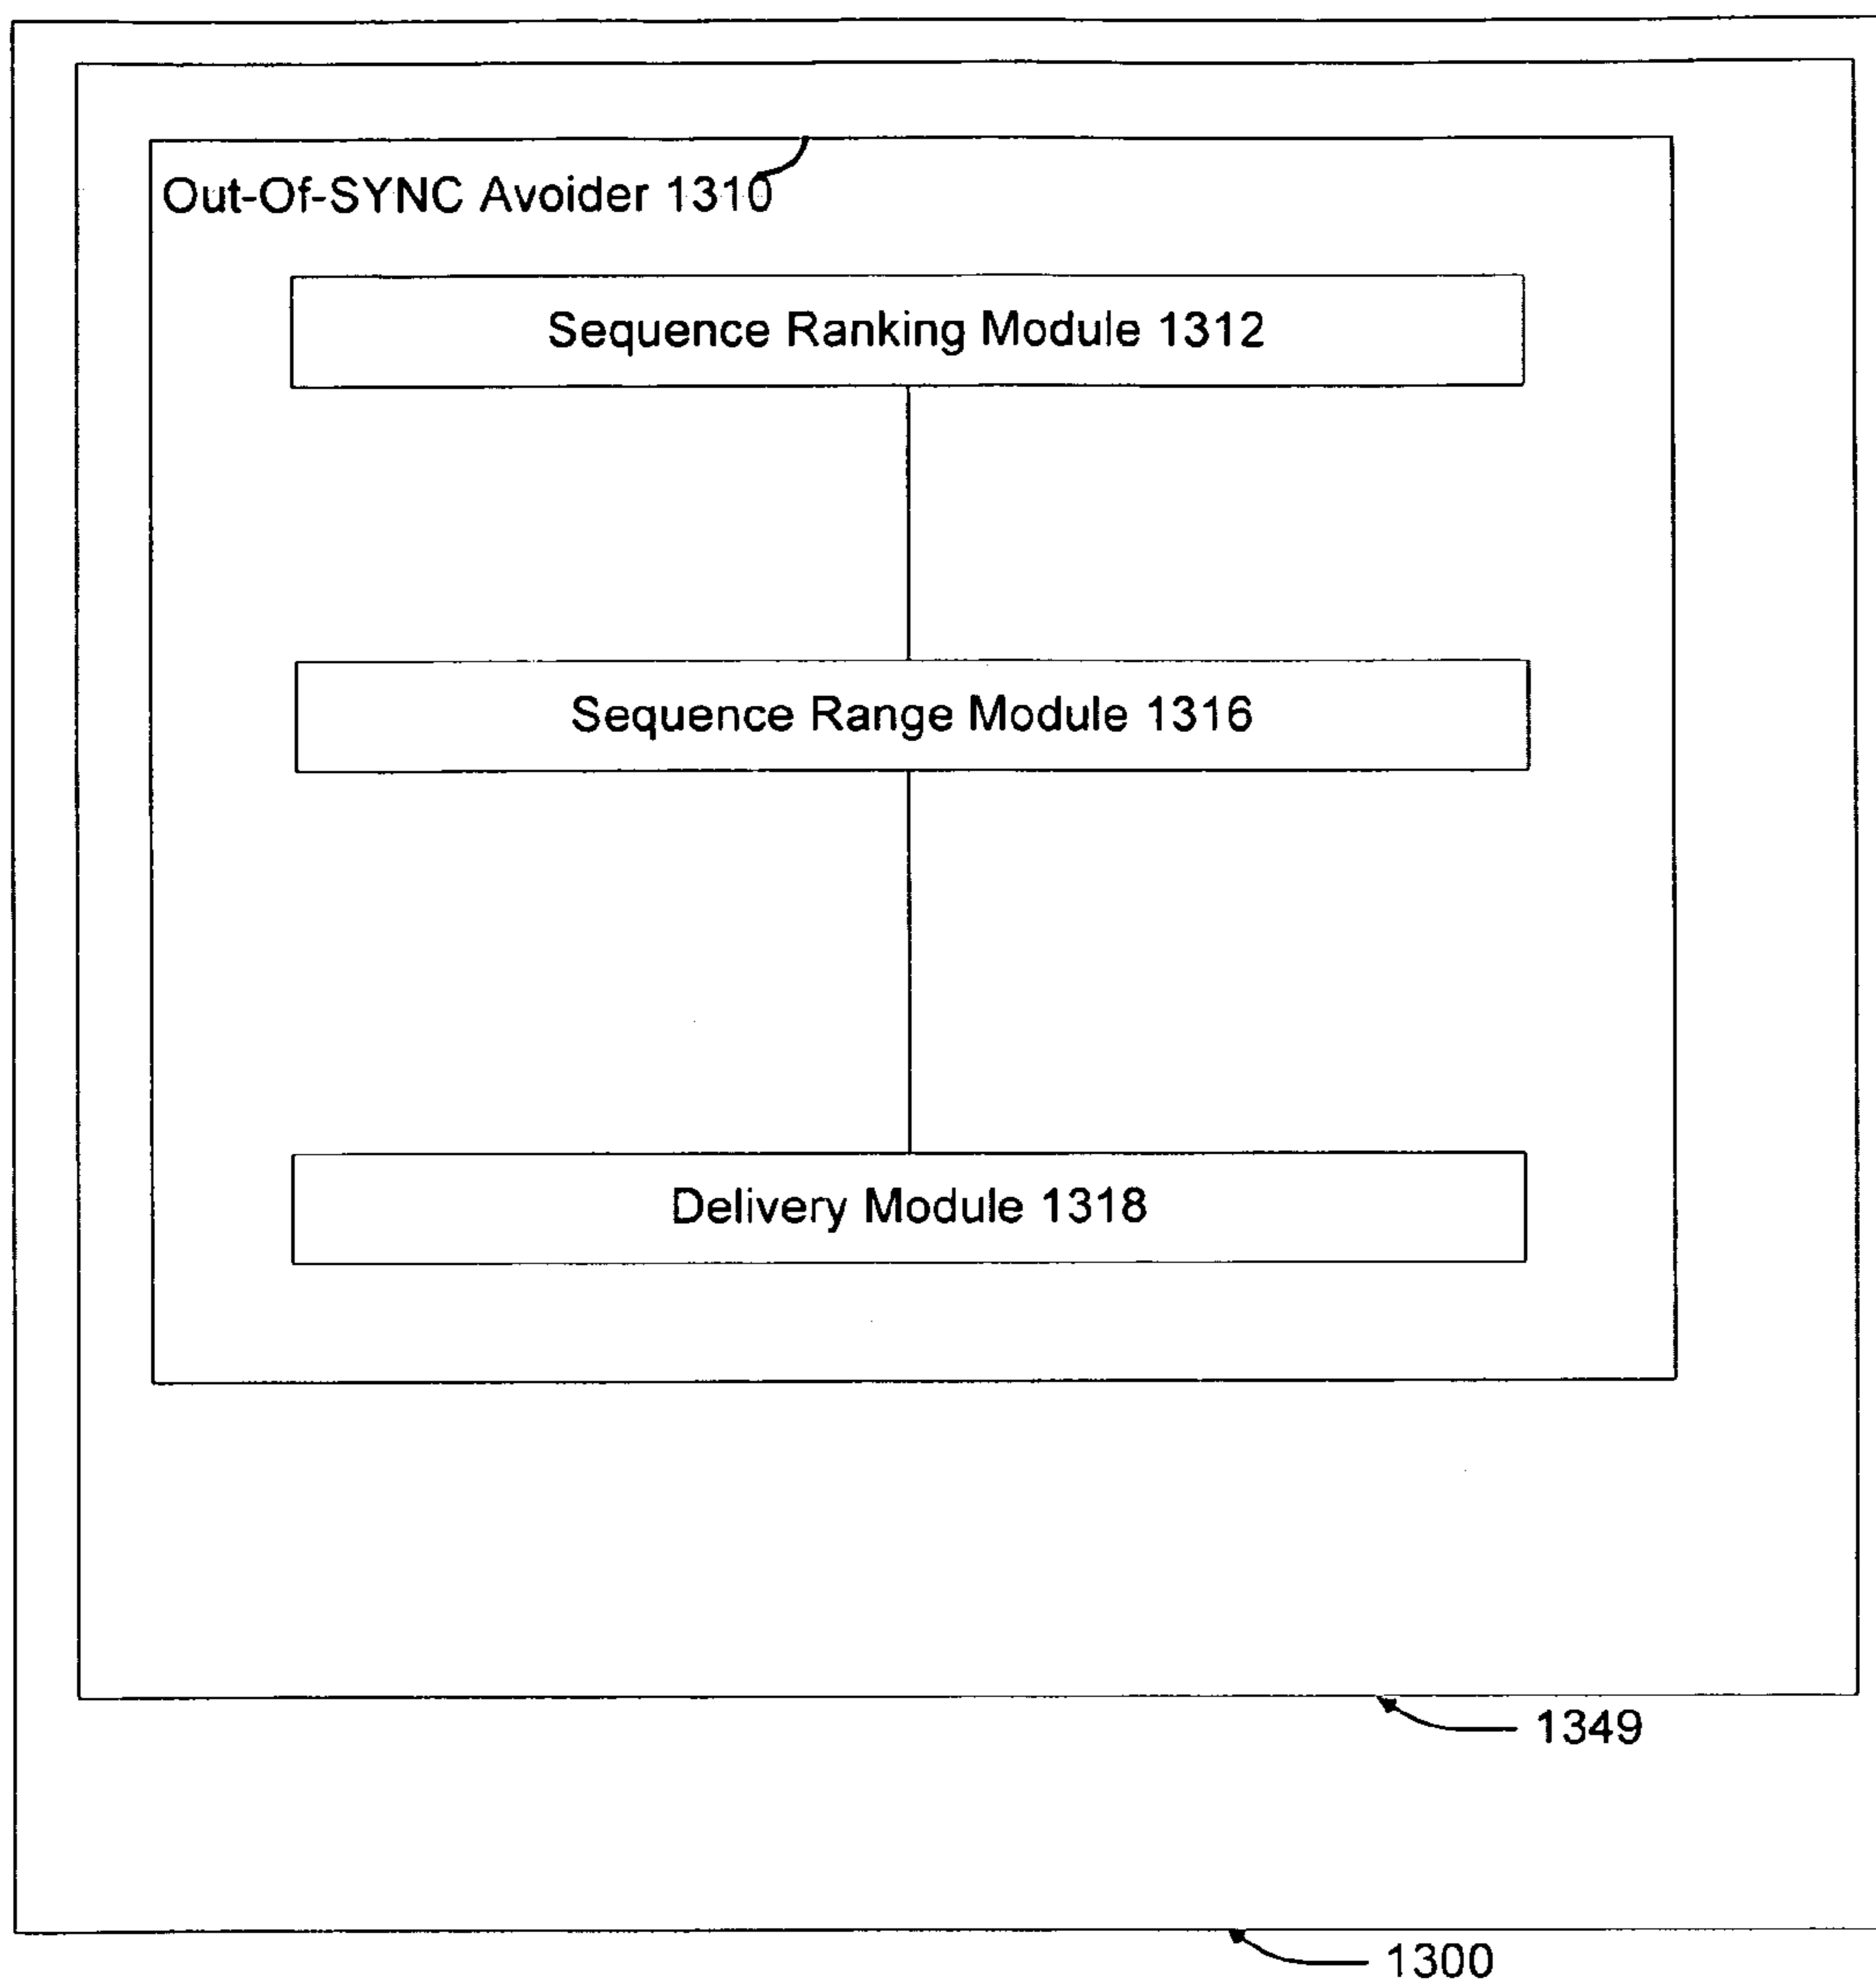 Out-Of-SYNC Avoider 1310
Sequence Ranking Module 1312
Sequence Range Module 1316
Delivery Module 1318
1349
1300